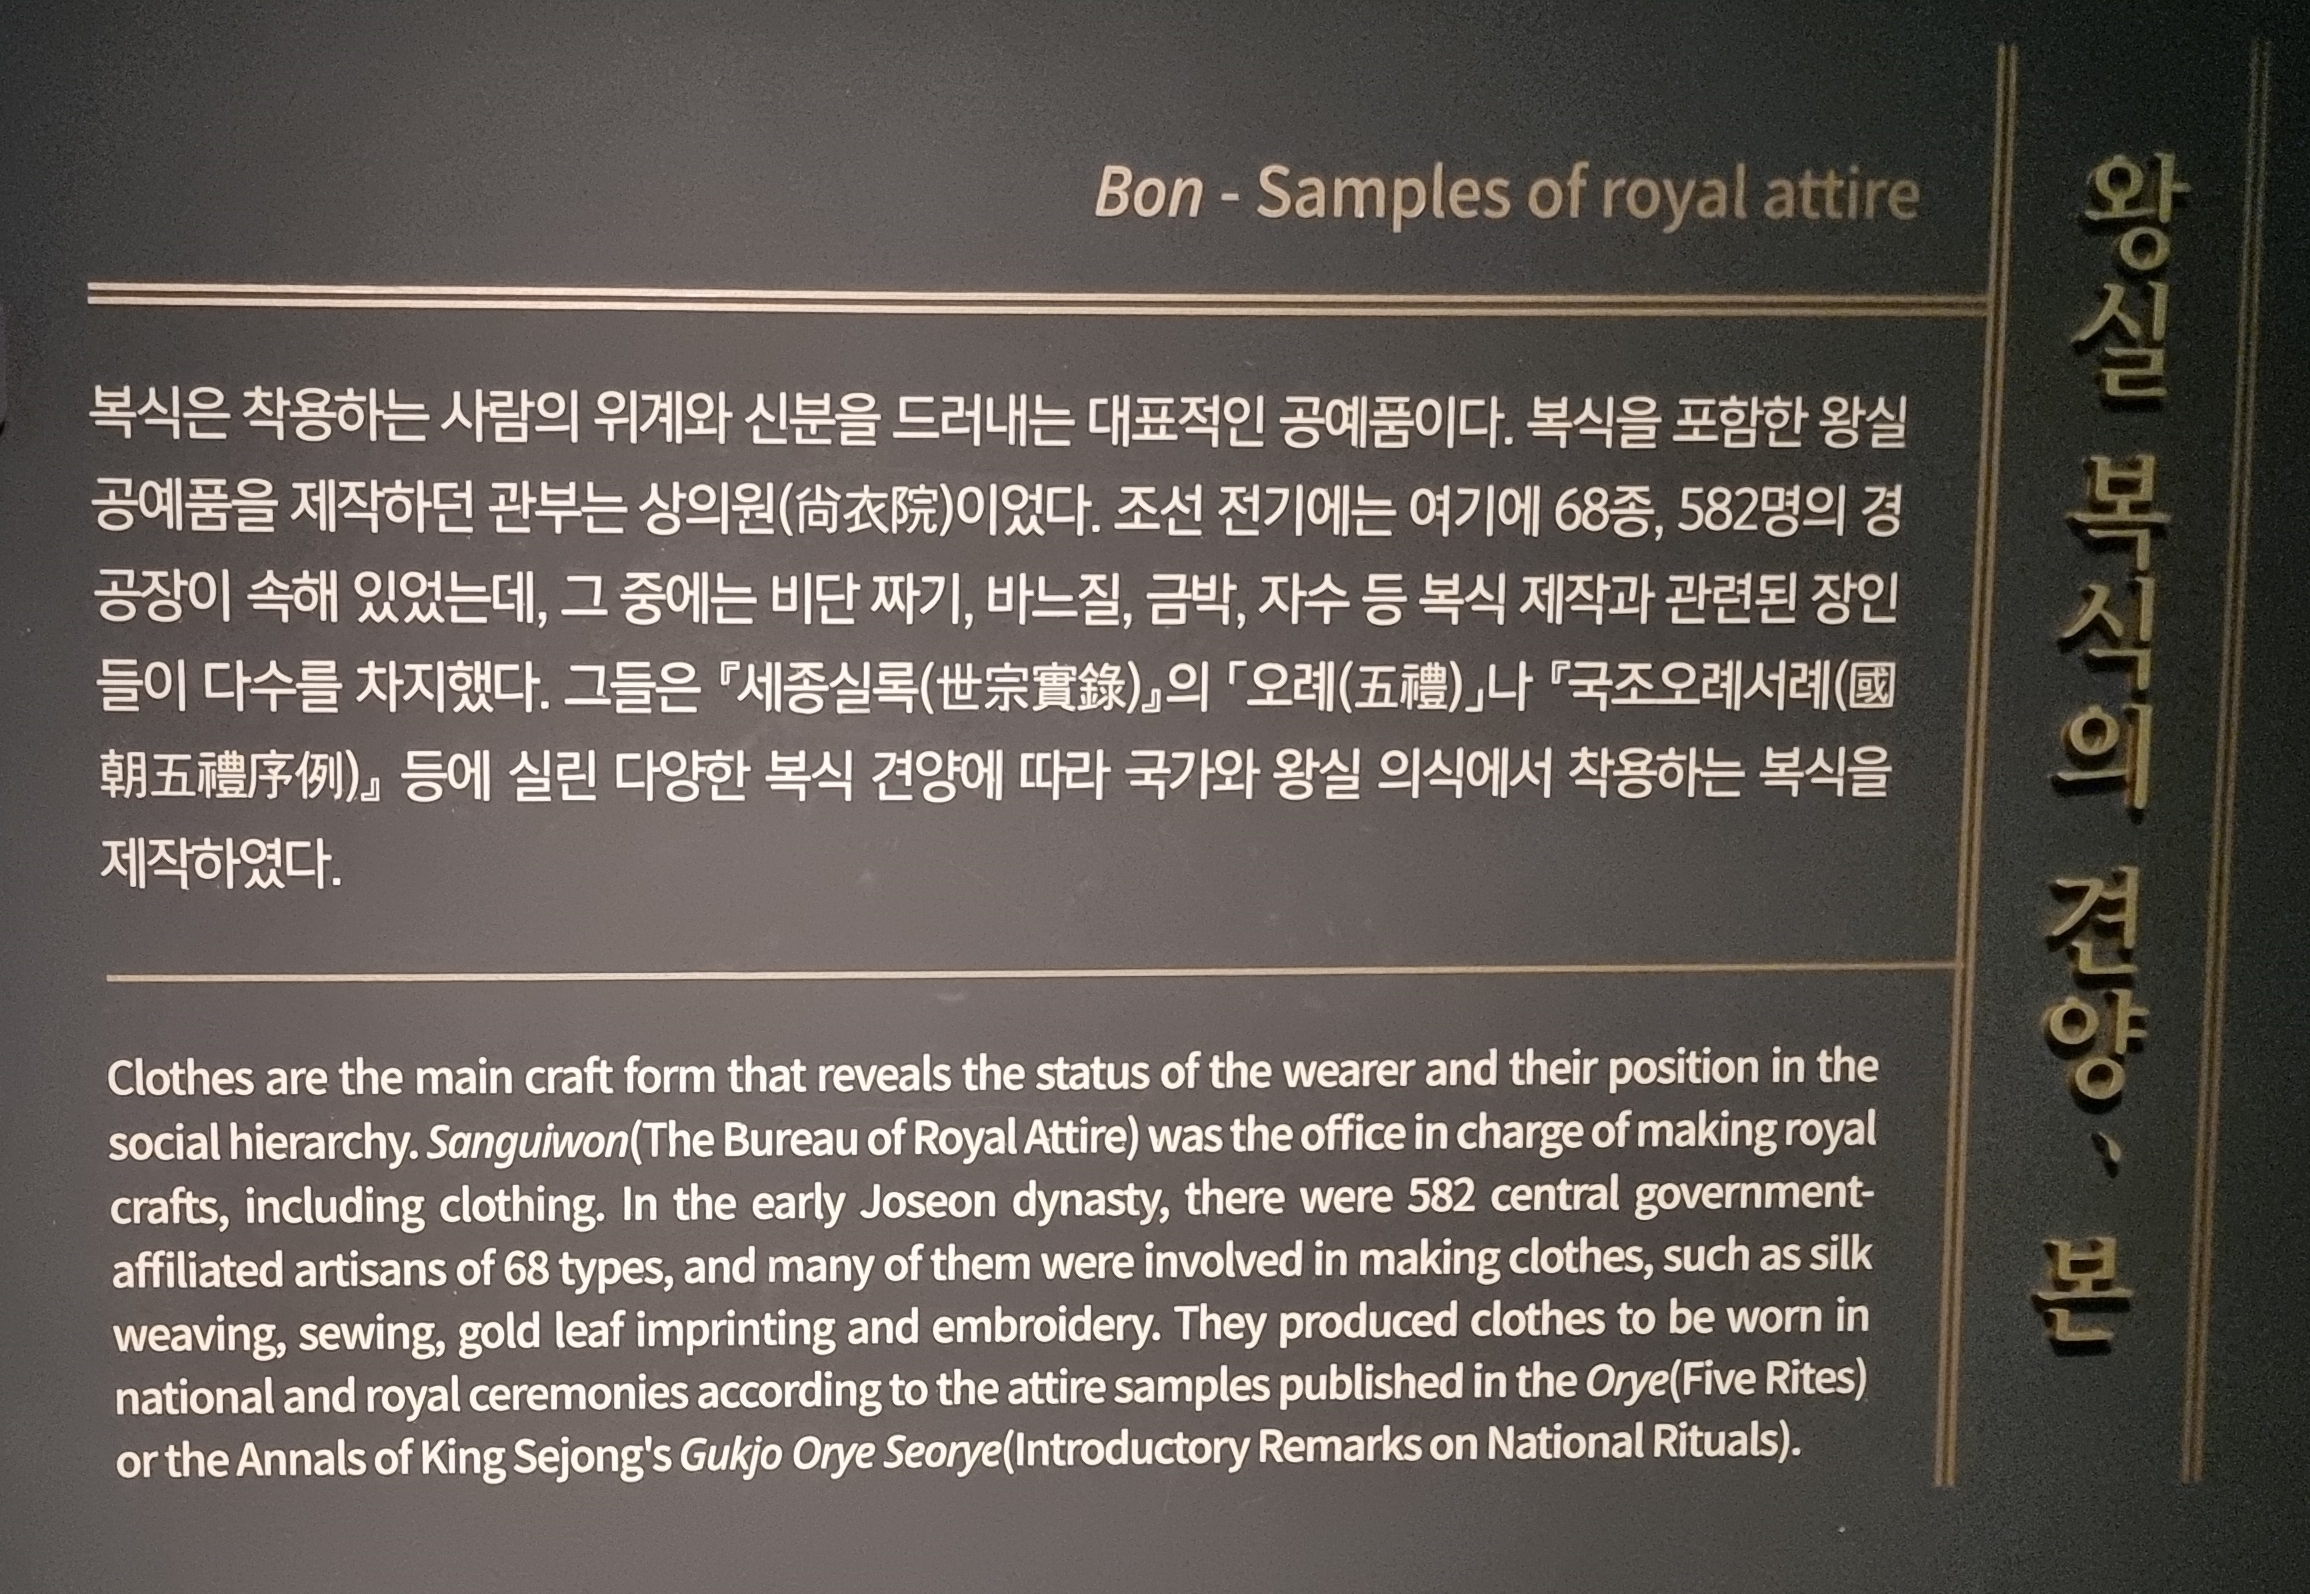 왕실 복식의 견양, 본
Bon - Samples of royal attire
복식은 착용하는 사람의 위계와 신분을 드러내는 대표적인 공예품이다. 복식을 포함한 왕실
공예품을 제작하던 관부는 상의원(尙衣院)이었다. 조선 전기에는 여기에 68종, 582명의 경
공장이 속해 있었는데, 그 중에는 비단 짜기, 바느질, 금박, 자수 등 복식 제작과 관련된 장인
들이 다수를 차지했다. 그들은 『세종실록(世宗實錄)』의 「오례(五禮)」나 『국조오례서례(國
朝五禮序例)』 등에 실린 다양한 복식 견양에 따라 국가와 왕실 의식에서 착용하는 복식을
제작하였다.
Clothes are the main craft form that reveals the status of the wearer and their position in the
social hierarchy. Sanguiwon(The Bureau of Royal Attire) was the office in charge of making royal
crafts, including clothing. In the early Joseon dynasty, there were 582 central government-
affiliated artisans of 68 types, and many of them were involved in making clothes, such as silk
weaving, sewing, gold leaf imprinting and embroidery. They produced clothes to be worn in
national and royal ceremonies according to the attire samples published in the Orye(Five Rites)
or the Annals of King Sejong's Gukjo Orye Seorye(Introductory Remarks on National Rituals).